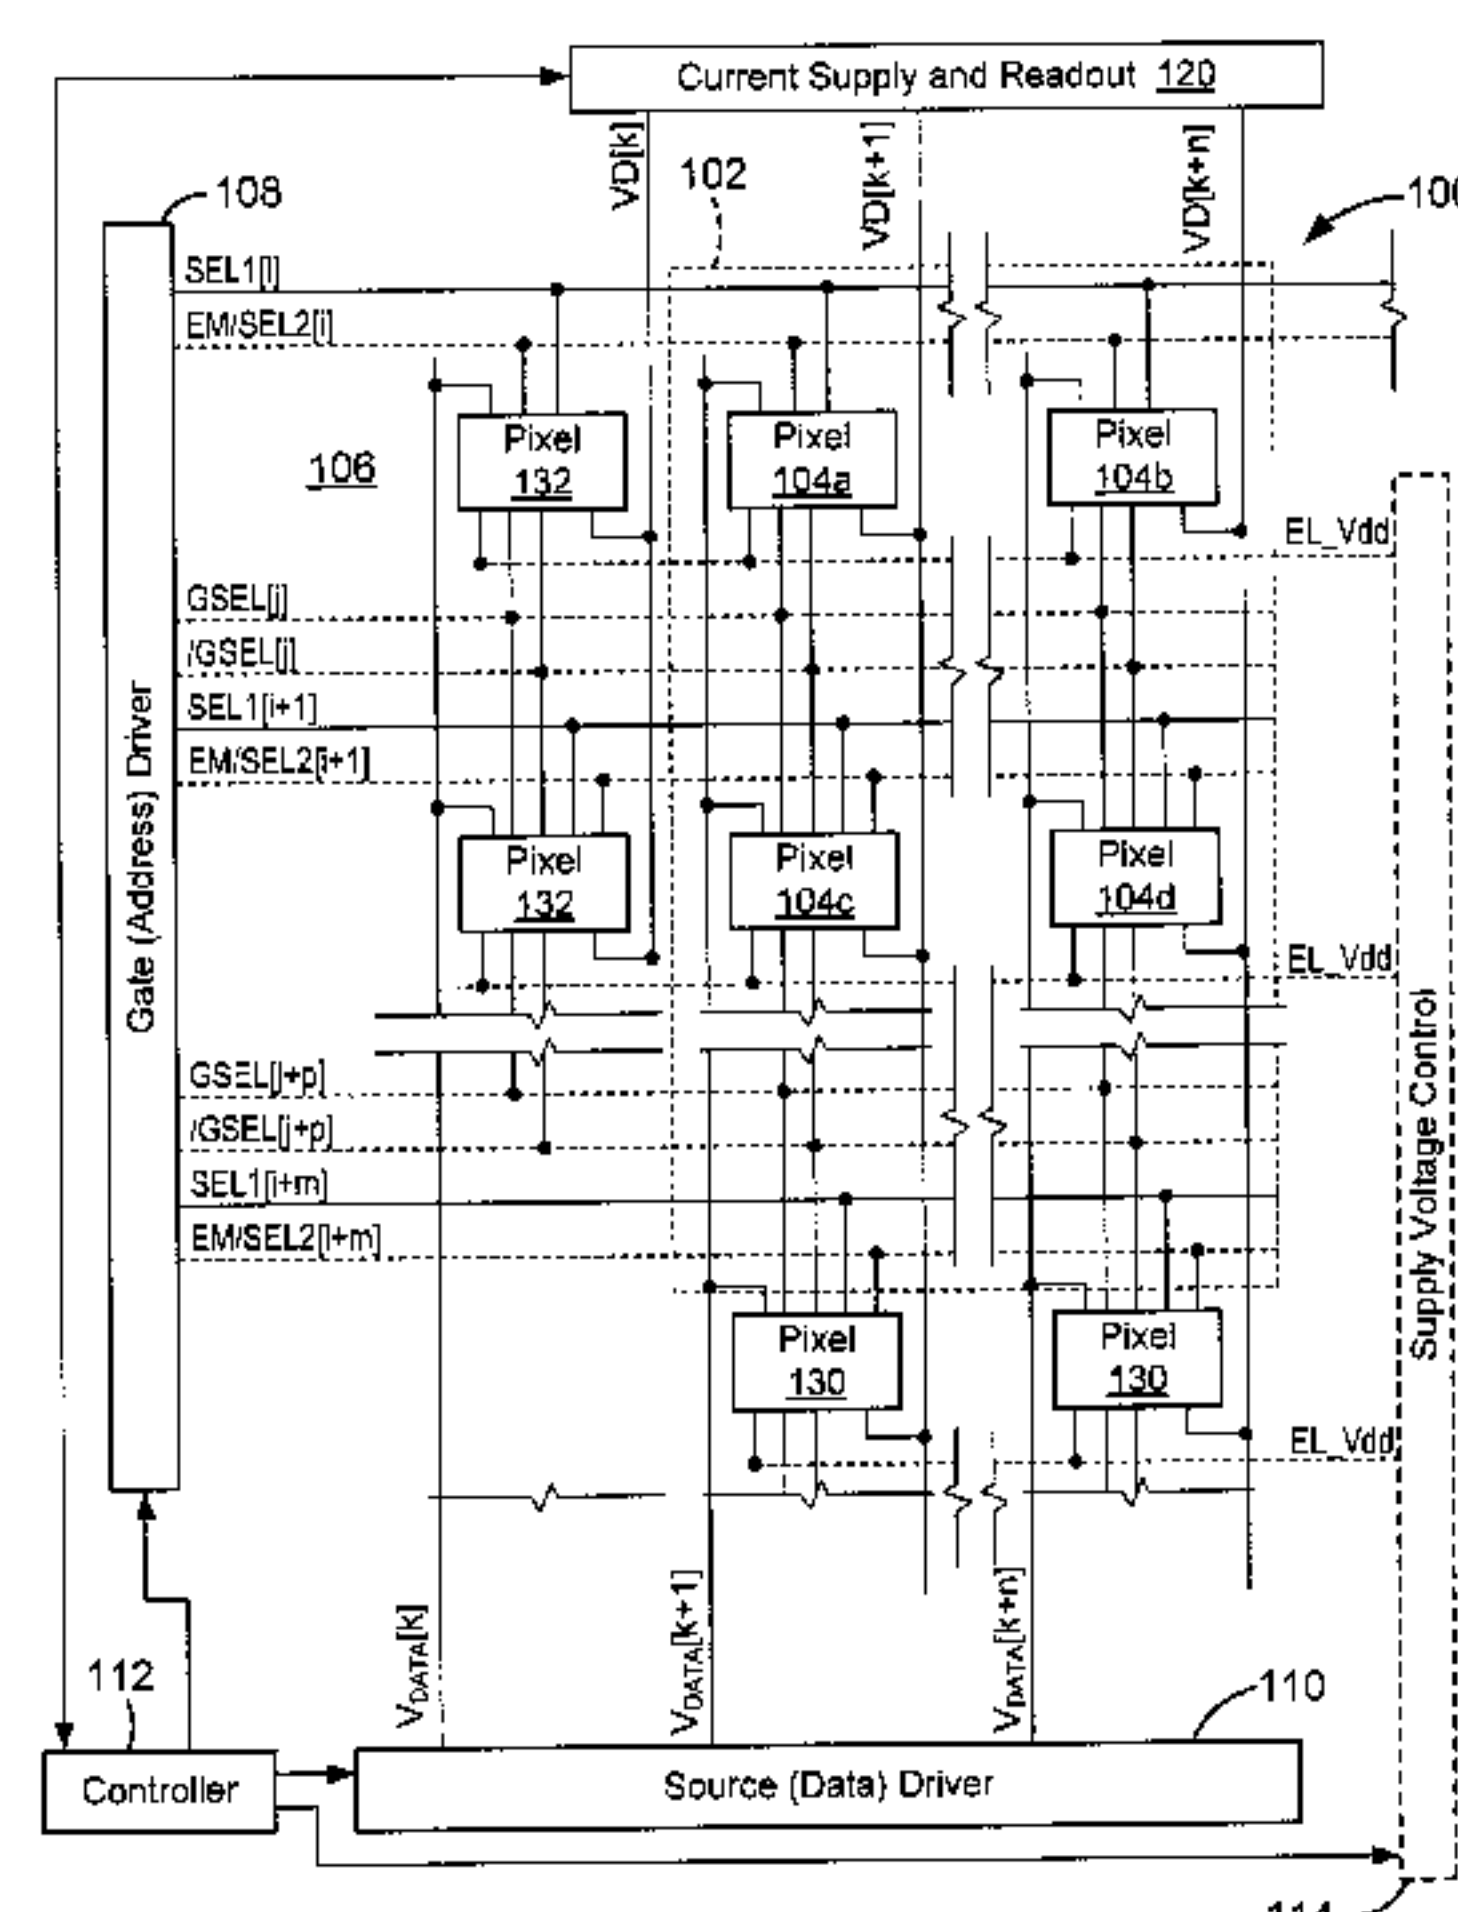 Current Supply and Readout 120
VD[k]
VD[k+1]
VD[k+n]
102
108
100
SEL1[i]
EM/SEL2[i]
Pixel
132
Pixel
104a
Pixel
104b
106
EL_Vdd
GSEL[j]
/GSEL[j]
SEL1[i+1]
EM/SEL2[i+1]
Gate (Address) Driver
Pixel
132
Pixel
104c
Pixel
104d
EL_Vdd
Supply Voltage Control
GSEL[j+p]
/GSEL[j+p]
SEL1[i+m]
EM/SEL2[i+m]
Pixel
130
Pixel
130
EL_Vdd
VDATA[k]
VDATA[k+1]
VDATA[k+n]
112
110
Controller
Source (Data) Driver
114